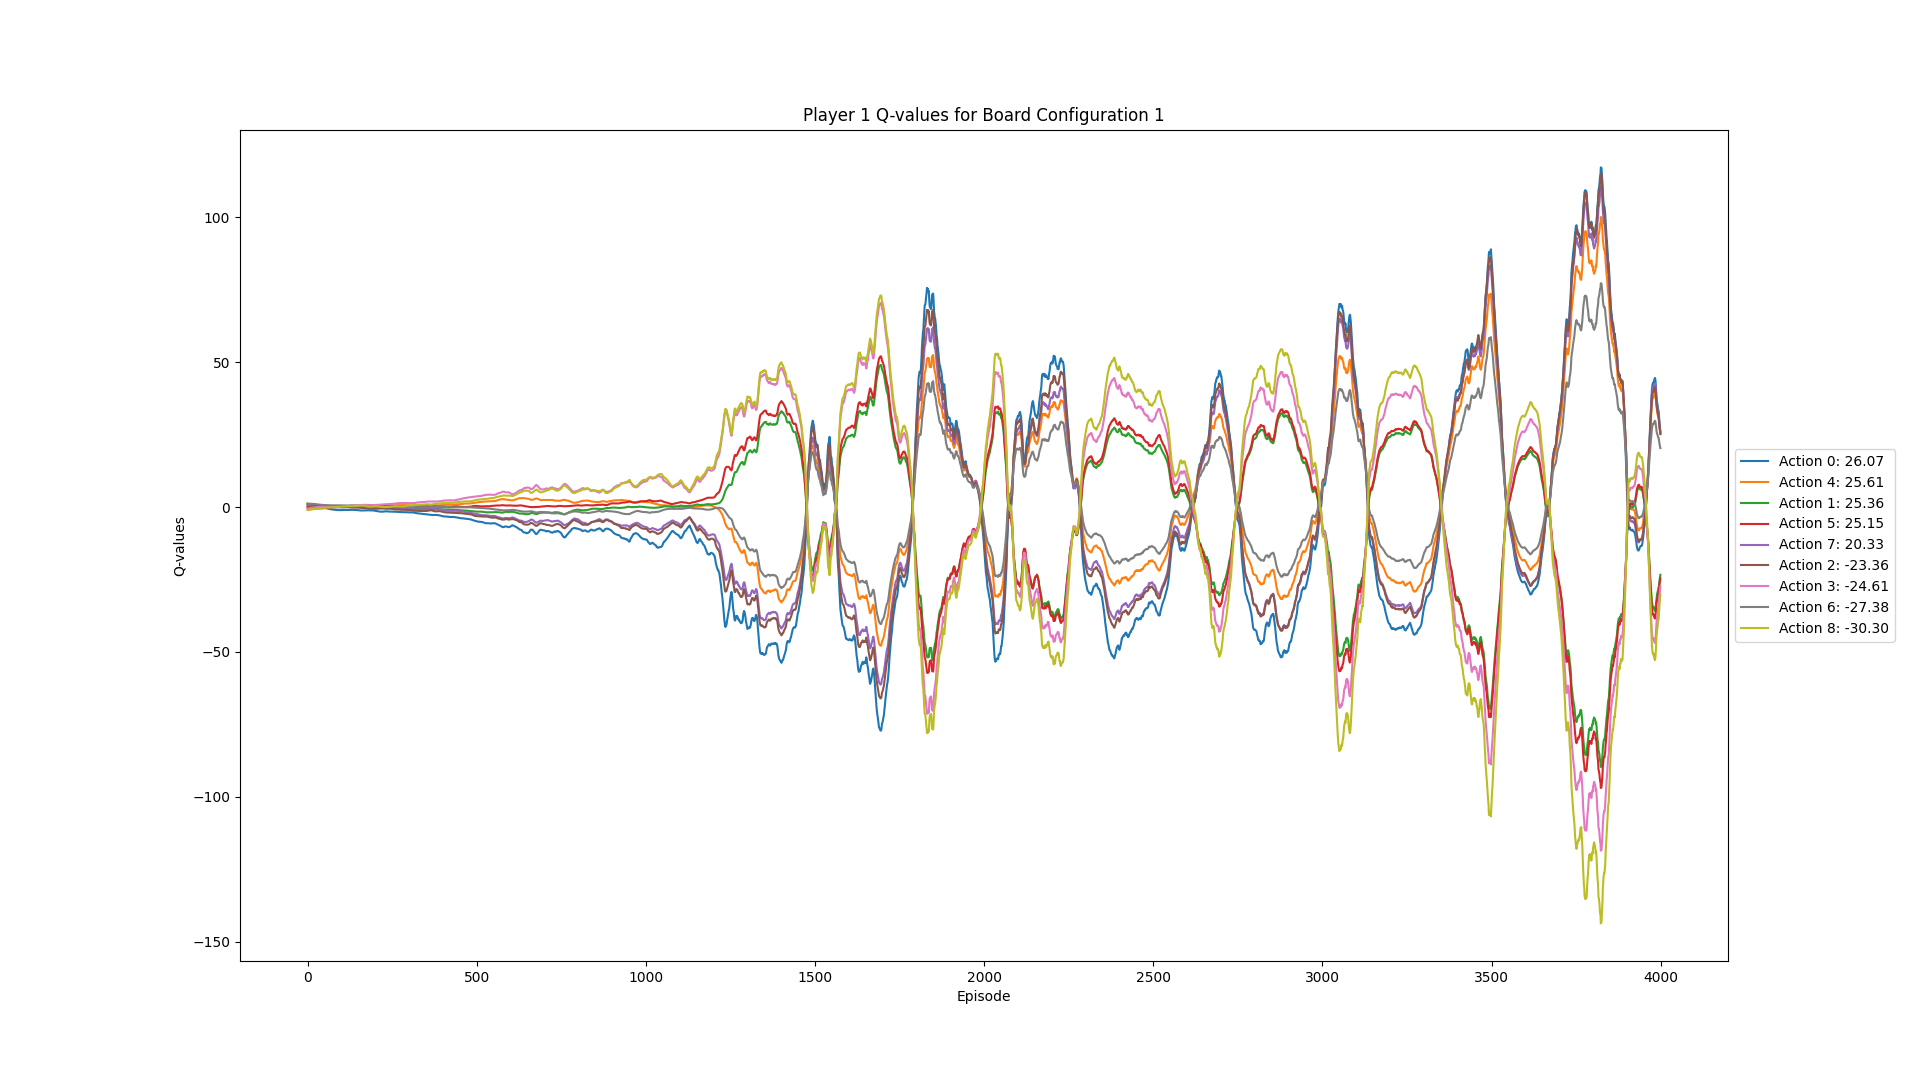 Player 1 Q-values for Board Configuration 1
Q-values
100
50
0
−50
−100
−150
0
500
1000
1500
2000
2500
3000
3500
4000
Episode
Action 0: 26.07
Action 4: 25.61
Action 1: 25.36
Action 5: 25.15
Action 7: 20.33
Action 2: -23.36
Action 3: -24.61
Action 6: -27.38
Action 8: -30.30